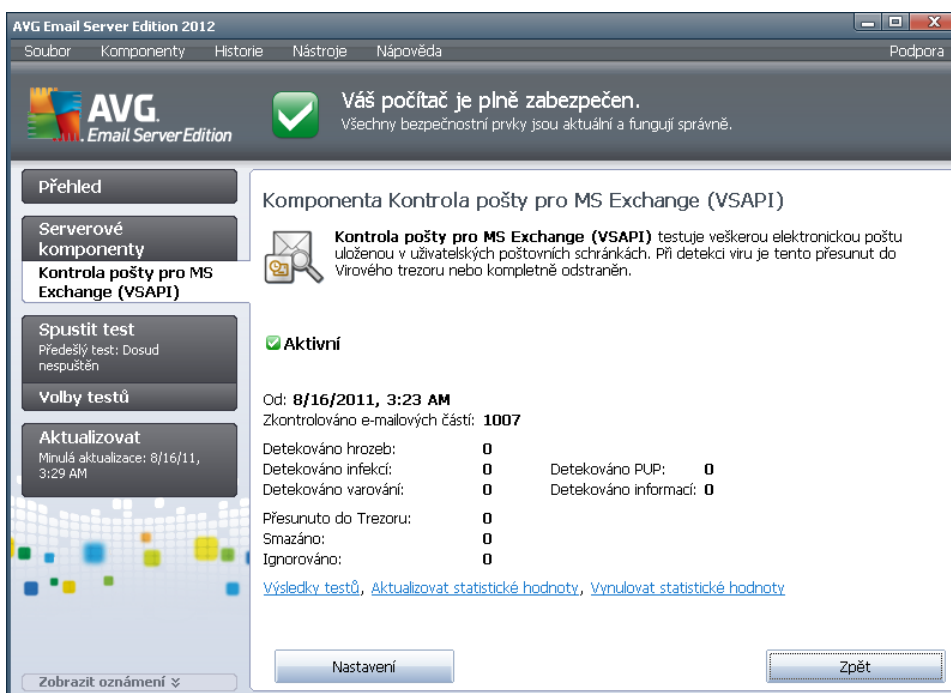 AVG Email Server Edition 2012
Soubor Komponenty Historie Nástroje Nápověda Podpora
AVG.
Email Server Edition
Váš počítač je plně zabezpečen.
Všechny bezpečnostní prvky jsou aktuální a fungují správně.
Přehled
Serverové
komponenty
Kontrola pošty pro MS
Exchange (VSAPI)
Spustit test
Předešlý test: Dosud
nespuštěn
Volby testů
Aktualizovat
Minulá aktualizace: 8/16/11,
3:29 AM
Zobrazit oznámení
Komponenta Kontrola pošty pro MS Exchange (VSAPI)
Kontrola pošty pro MS Exchange (VSAPI) testuje veškerou elektronickou poštu
uloženou v uživatelských poštovních schránkách. Při detekci viru je tento přesunut do
Virového trezoru nebo kompletně odstraněn.
Aktivní
Od: 8/16/2011, 3:23 AM
Zkontrolováno e-mailových částí: 1007
Detekováno hrozeb: 0
Detekováno infekcí: 0 Detekováno PUP: 0
Detekováno varování: 0 Detekováno informací: 0
Přesunuto do Trezoru: 0
Smazáno: 0
Ignorováno: 0
Výsledky testů, Aktualizovat statistické hodnoty, Vynulovat statistické hodnoty
Nastavení Zpět